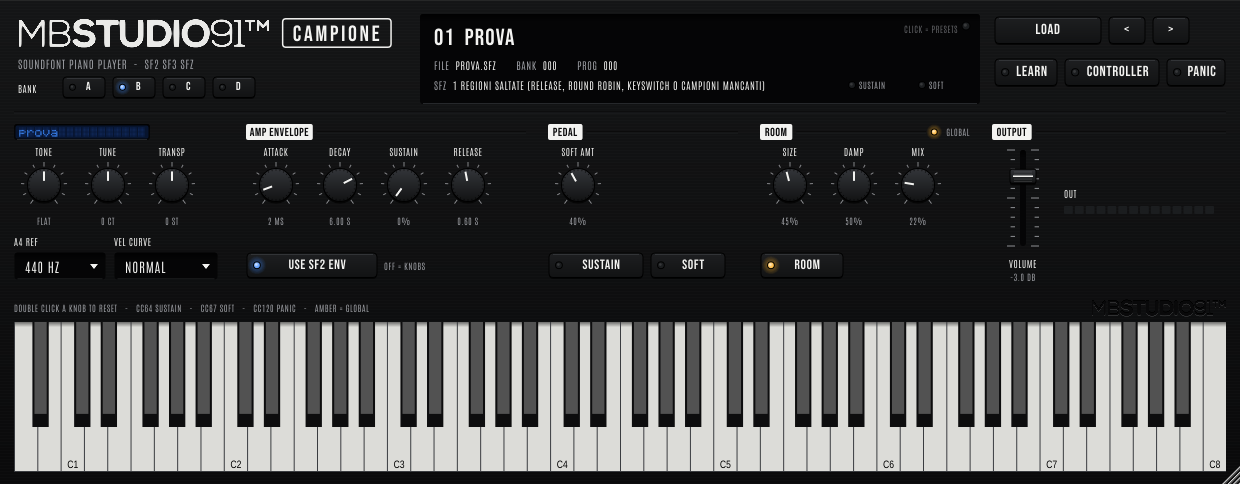 MBSTUDIO91™ CAMPIONE
SOUNDFONT PIANO PLAYER - SF2 SF3 SFZ
BANK A B C D
01 PROVA
CLICK = PRESETS
FILE PROVA.SFZ BANK 000 PROG 000
SFZ 1 REGIONI SALTATE (RELEASE, ROUND ROBIN, KEYSWITCH O CAMPIONI MANCANTI)
SUSTAIN SOFT
LOAD < >
LEARN CONTROLLER PANIC
prova
TONE TUNE TRANSP
FLAT 0 CT 0 ST
A4 REF VEL CURVE
440 HZ NORMAL
AMP ENVELOPE
ATTACK DECAY SUSTAIN RELEASE
2 MS 6.00 S 0% 0.60 S
USE SF2 ENV OFF = KNOBS
PEDAL
SOFT AMT
40%
SUSTAIN SOFT
ROOM GLOBAL
SIZE DAMP MIX
45% 50% 22%
ROOM
OUTPUT
OUT
VOLUME
-3.0 DB
DOUBLE CLICK A KNOB TO RESET - CC64 SUSTAIN - CC67 SOFT - CC120 PANIC - AMBER = GLOBAL
MBSTUDIO91™
C1 C2 C3 C4 C5 C6 C7 C8